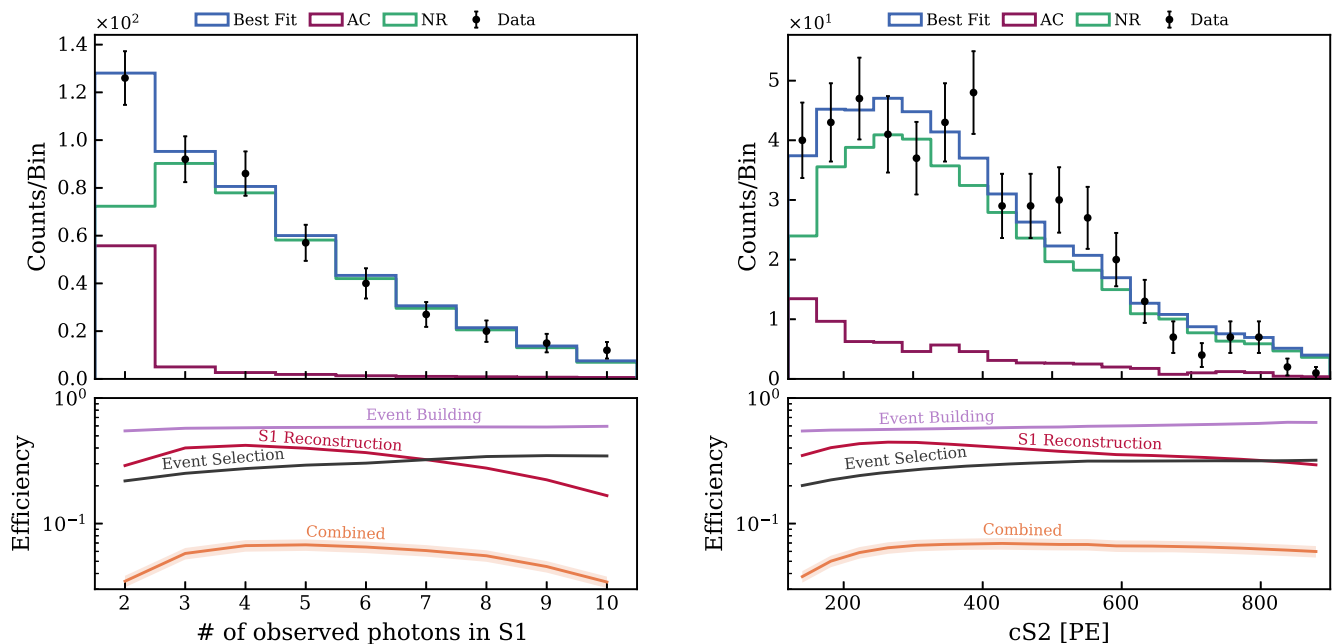 Best Fit AC NR Data
×10²
1.4
1.2
1.0
0.8
0.6
0.4
0.2
0.0
Counts/Bin
10⁰
10⁻¹
Efficiency
Event Building
S1 Reconstruction
Event Selection
Combined
2 3 4 5 6 7 8 9 10
# of observed photons in S1
Best Fit AC NR Data
×10¹
5
4
3
2
1
0
Counts/Bin
10⁰
10⁻¹
Efficiency
Event Building
S1 Reconstruction
Event Selection
Combined
200 400 600 800
cS2 [PE]